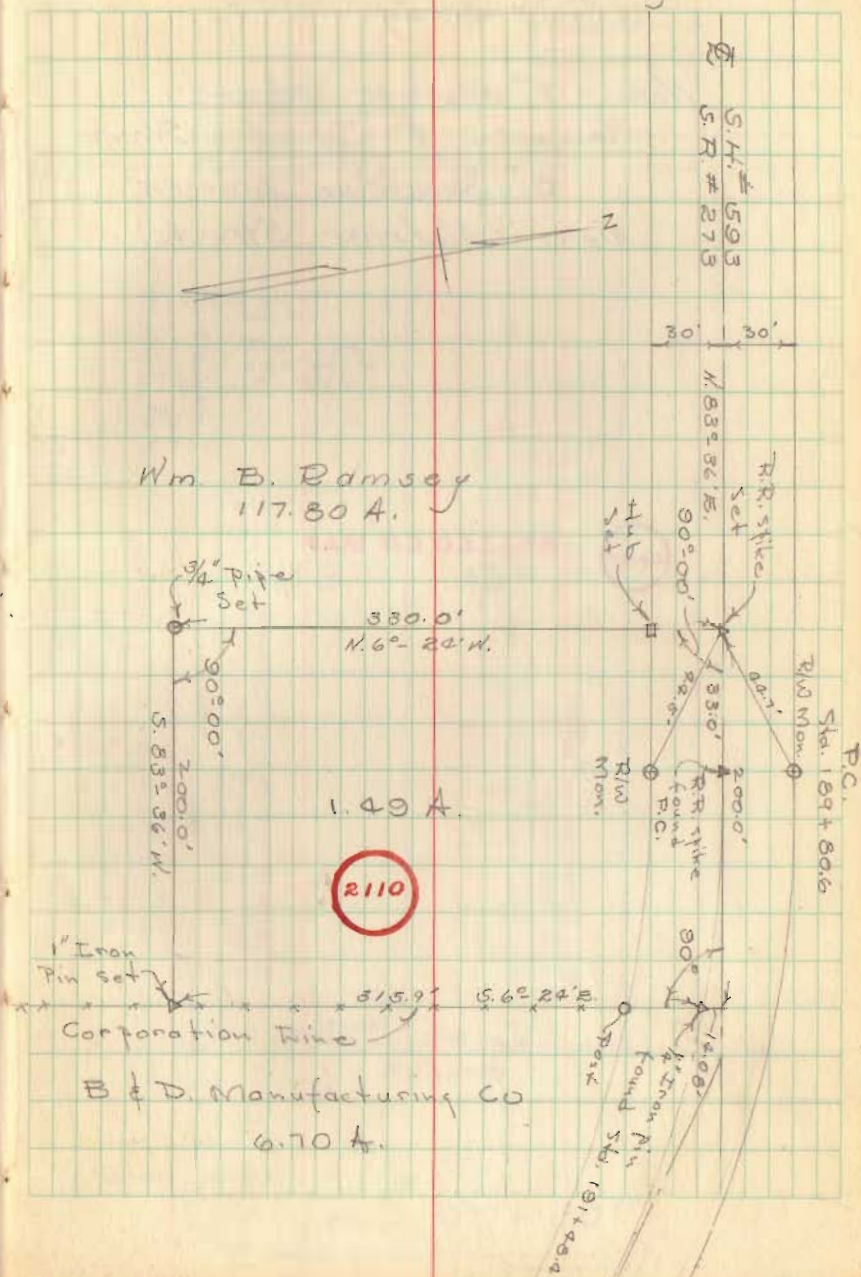 ℄ S.H. # 593
S.R. # 273
N
30' 30'
N. 83°-36' E.
Wm. B. Ramsey
117.80 A.
R.R. spike
Set
Hub
Set
90°-00'
3/4" Pipe
Set
330.0'
N. 6°-24' W.
90°00'
33.0'
44.7'
R/W Mon.
P.C.
Sta. 189+80.6
200.0'
S. 83°-36' W.
R/W
Mon.
R.R. spike
found
P.C.
200.0'
1.49 A.
2110
90°
1" Iron
Pin set
315.9' S. 6°-24' E.
14.08'
Corporation Line
Post
Iron Pin
found
B & D. Manufacturing Co
6.70 A.